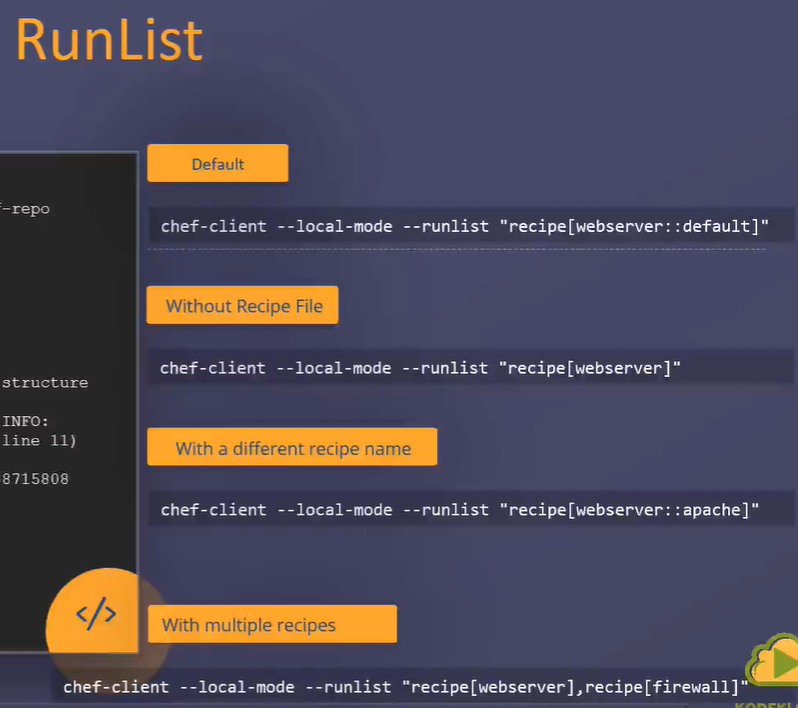 RunList
Default
f-repo
chef-client --local-mode --runlist "recipe[webserver::default]"
Without Recipe File
chef-client --local-mode --runlist "recipe[webserver]"
structure
INFO:
line 11)
With a different recipe name
8715808
chef-client --local-mode --runlist "recipe[webserver::apache]"
</>
With multiple recipes
chef-client --local-mode --runlist "recipe[webserver],recipe[firewall]"